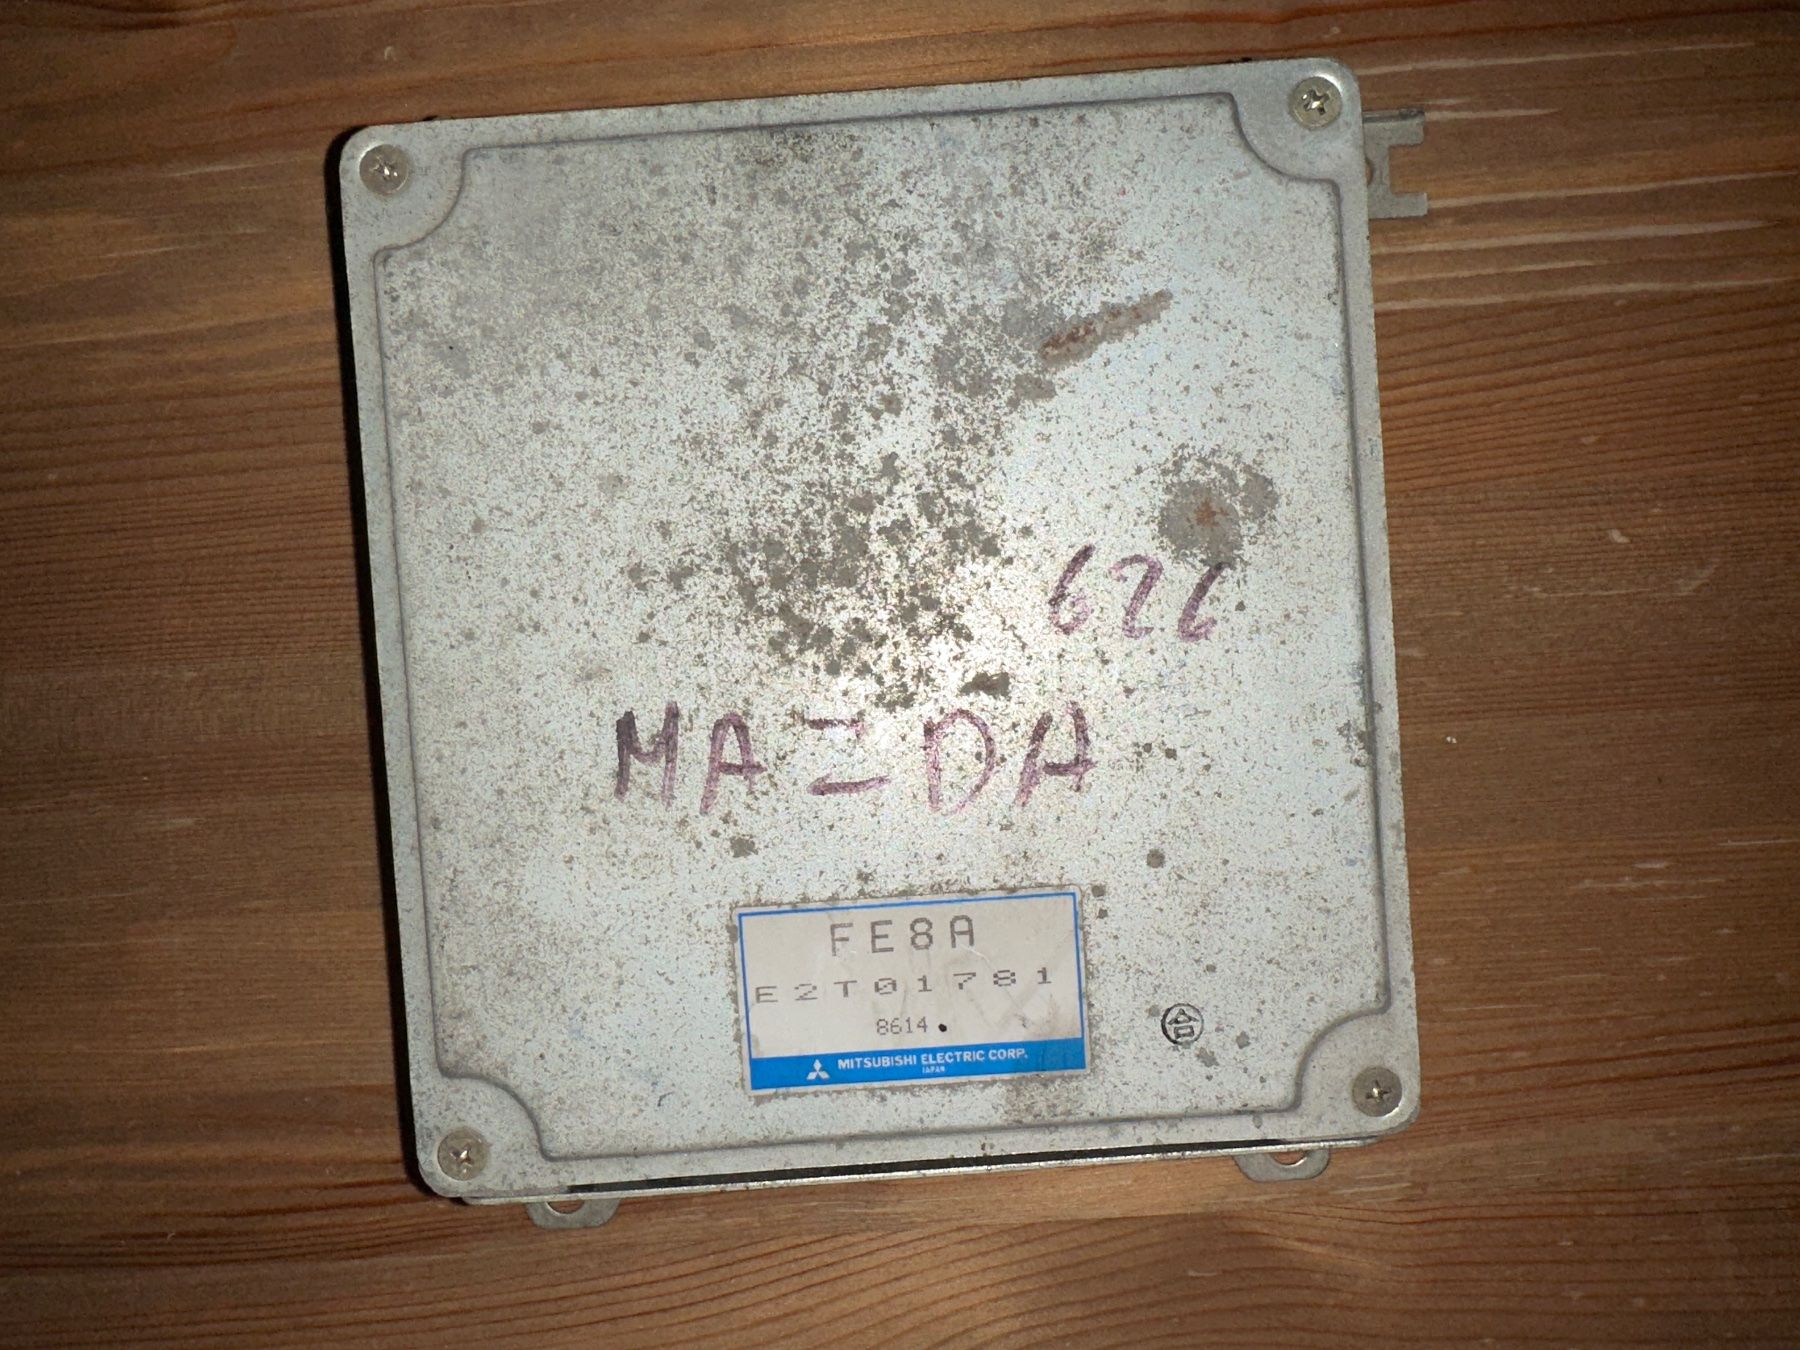 626
MAZDA
FE8A
E2T01781
8614.
MITSUBISHI ELECTRIC CORP.
JAPAN
合